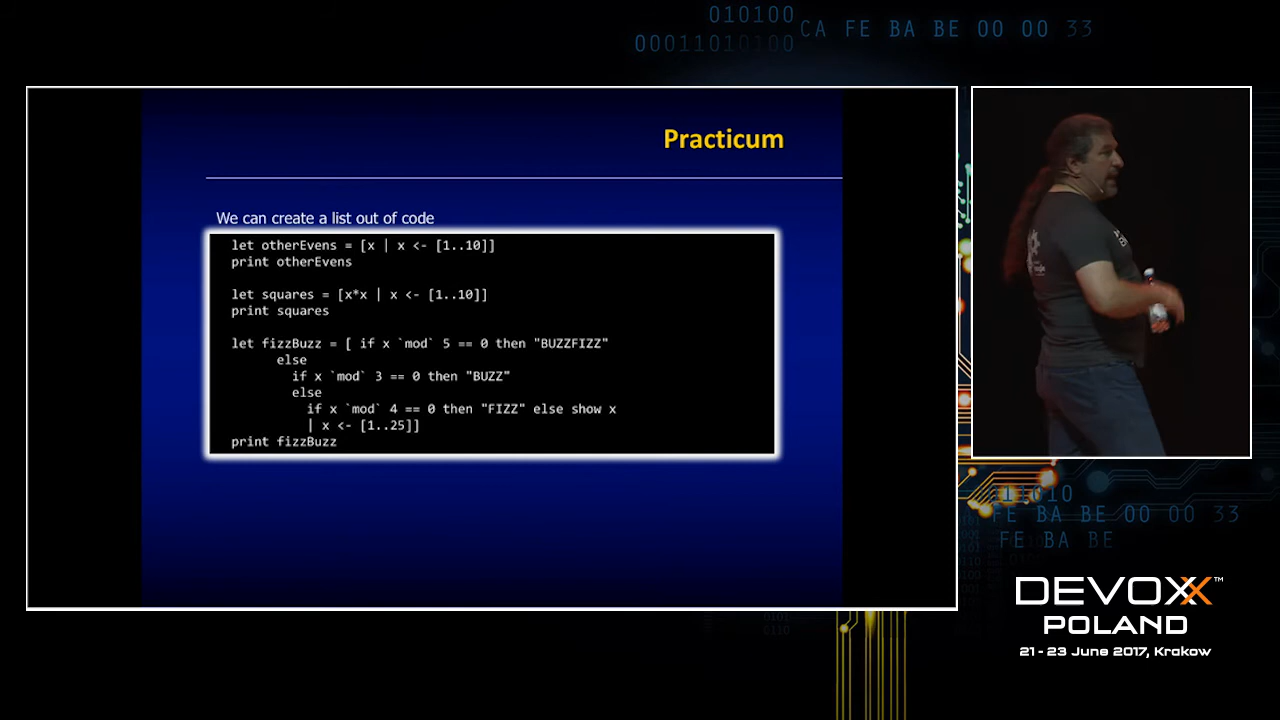 010100
00011010100
CA FE BA BE 00 00 33
Practicum
We can create a list out of code
let otherEvens = [x | x <- [1..10]]
print otherEvens
let squares = [x*x | x <- [1..10]]
print squares
let fizzBuzz = [ if x `mod` 5 == 0 then "BUZZFIZZ"
else
if x `mod` 3 == 0 then "BUZZ"
else
if x `mod` 4 == 0 then "FIZZ" else show x
| x <- [1..25]]
print fizzBuzz
FE BA BE 00 00 33
FE BA BE
DEVOXX™
POLAND
21 - 23 June 2017, Krakow